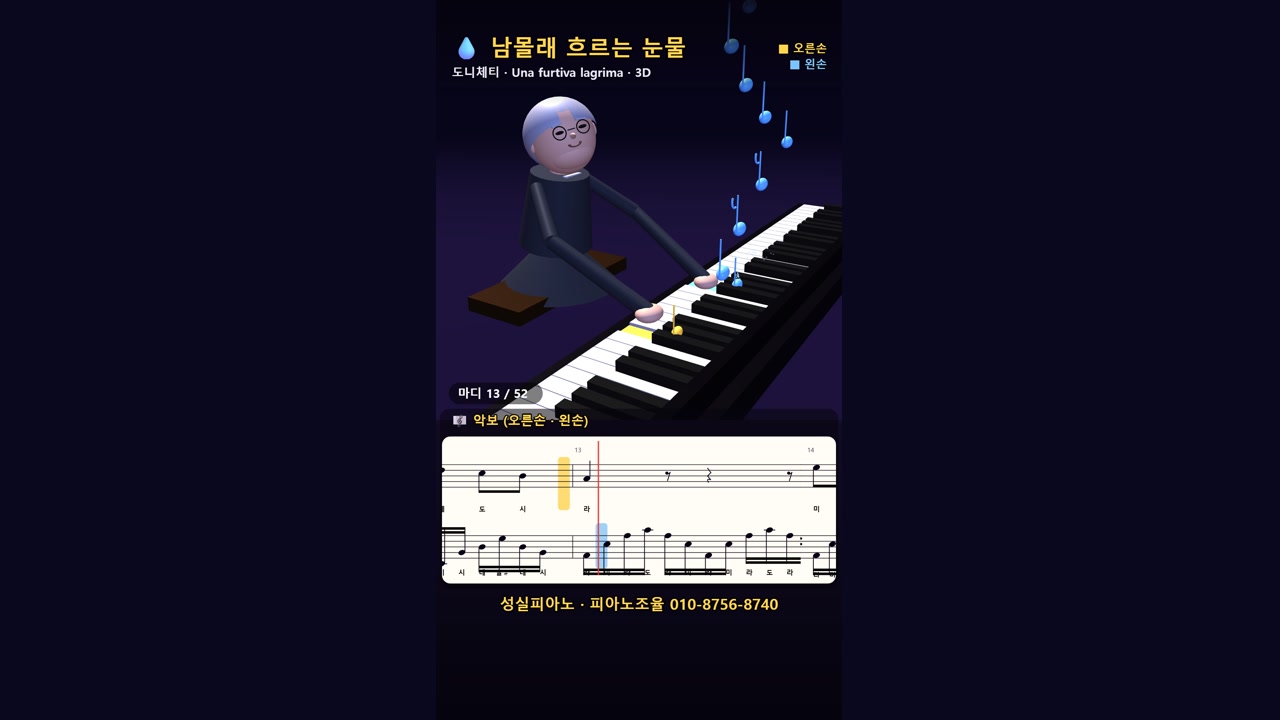 💧 남몰래 흐르는 눈물
도니체티 · Una furtiva lagrima · 3D
오른손
왼손
마디 13 / 52
악보 (오른손 · 왼손)
13
14
도 시 라 미
시 시 도 미 라 도 라
성실피아노 · 피아노조율 010-8756-8740